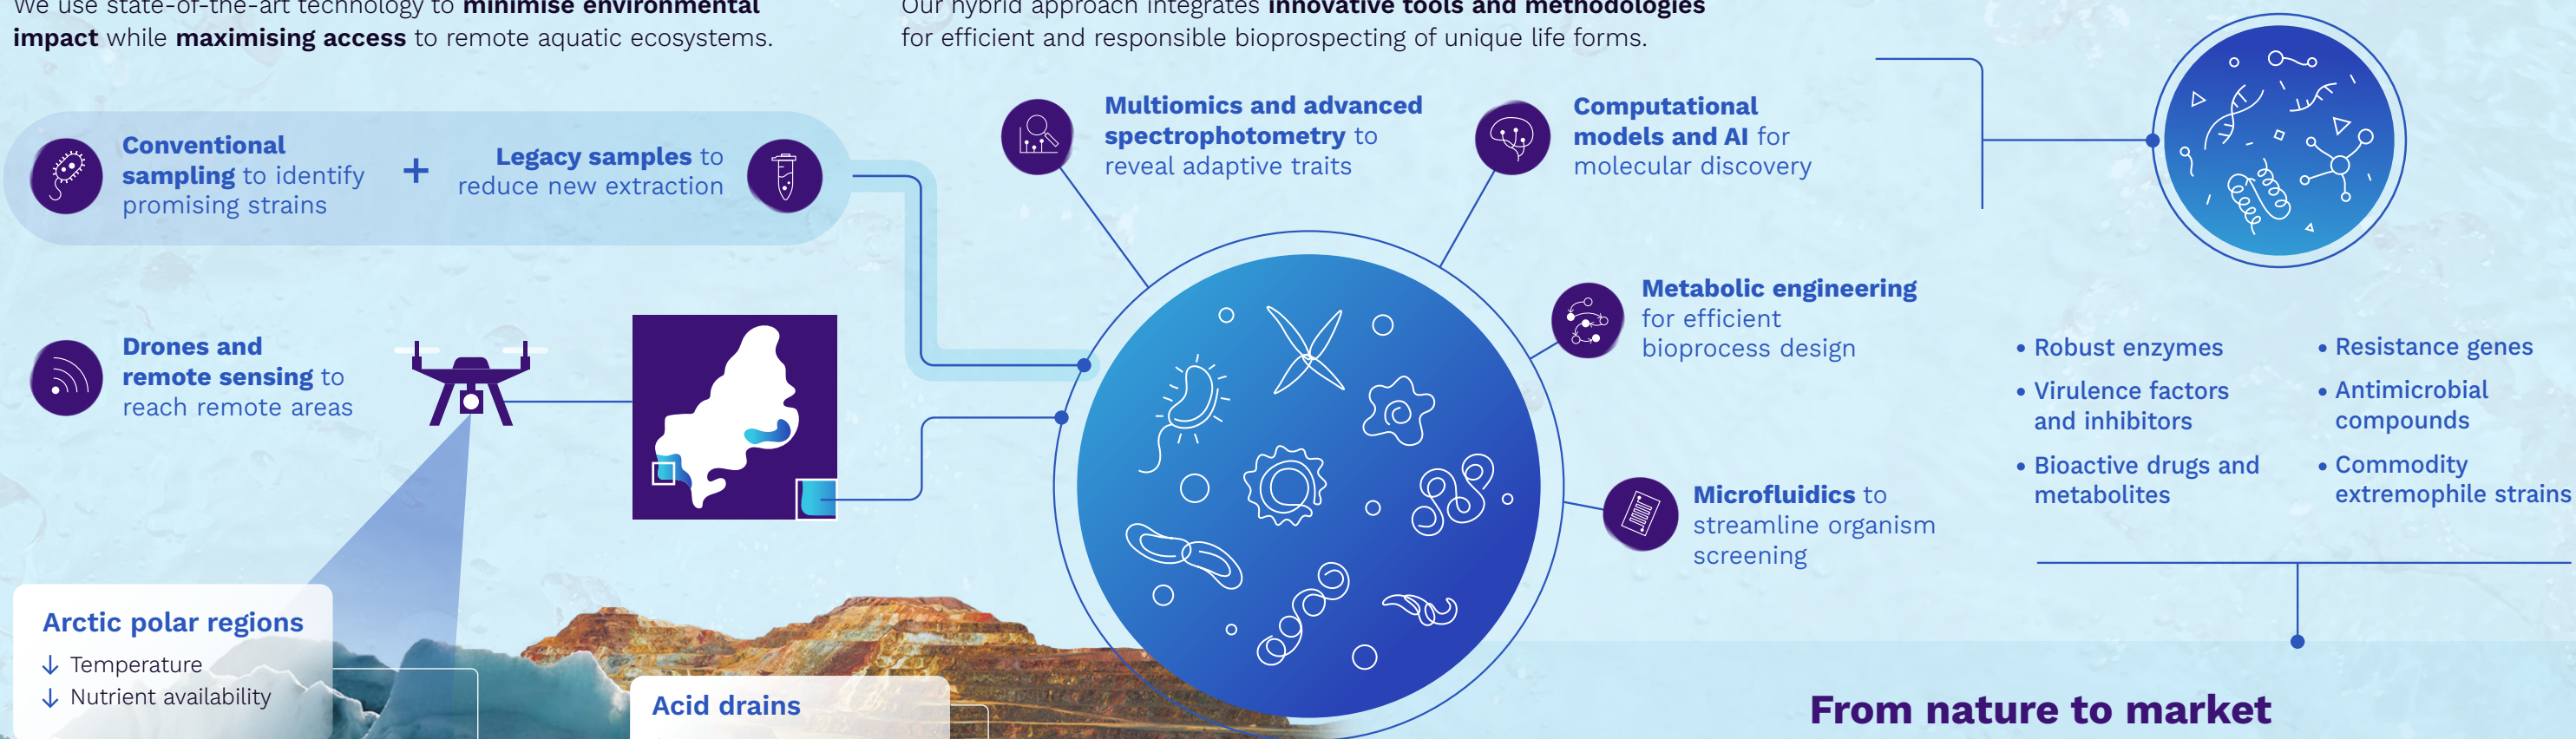 We use state-of-the-art technology to minimise environmental
impact while maximising access to remote aquatic ecosystems.
Our hybrid approach integrates innovative tools and methodologies
for efficient and responsible bioprospecting of unique life forms.
Conventional
sampling to identify
promising strains
+
Legacy samples to
reduce new extraction
Drones and
remote sensing to
reach remote areas
Multiomics and advanced
spectrophotometry to
reveal adaptive traits
Computational
models and AI for
molecular discovery
Metabolic engineering
for efficient
bioprocess design
Microfluidics to
streamline organism
screening
• Robust enzymes
• Virulence factors
and inhibitors
• Bioactive drugs and
metabolites
• Resistance genes
• Antimicrobial
compounds
• Commodity
extremophile strains
Arctic polar regions
↓ Temperature
↓ Nutrient availability
Acid drains
From nature to market